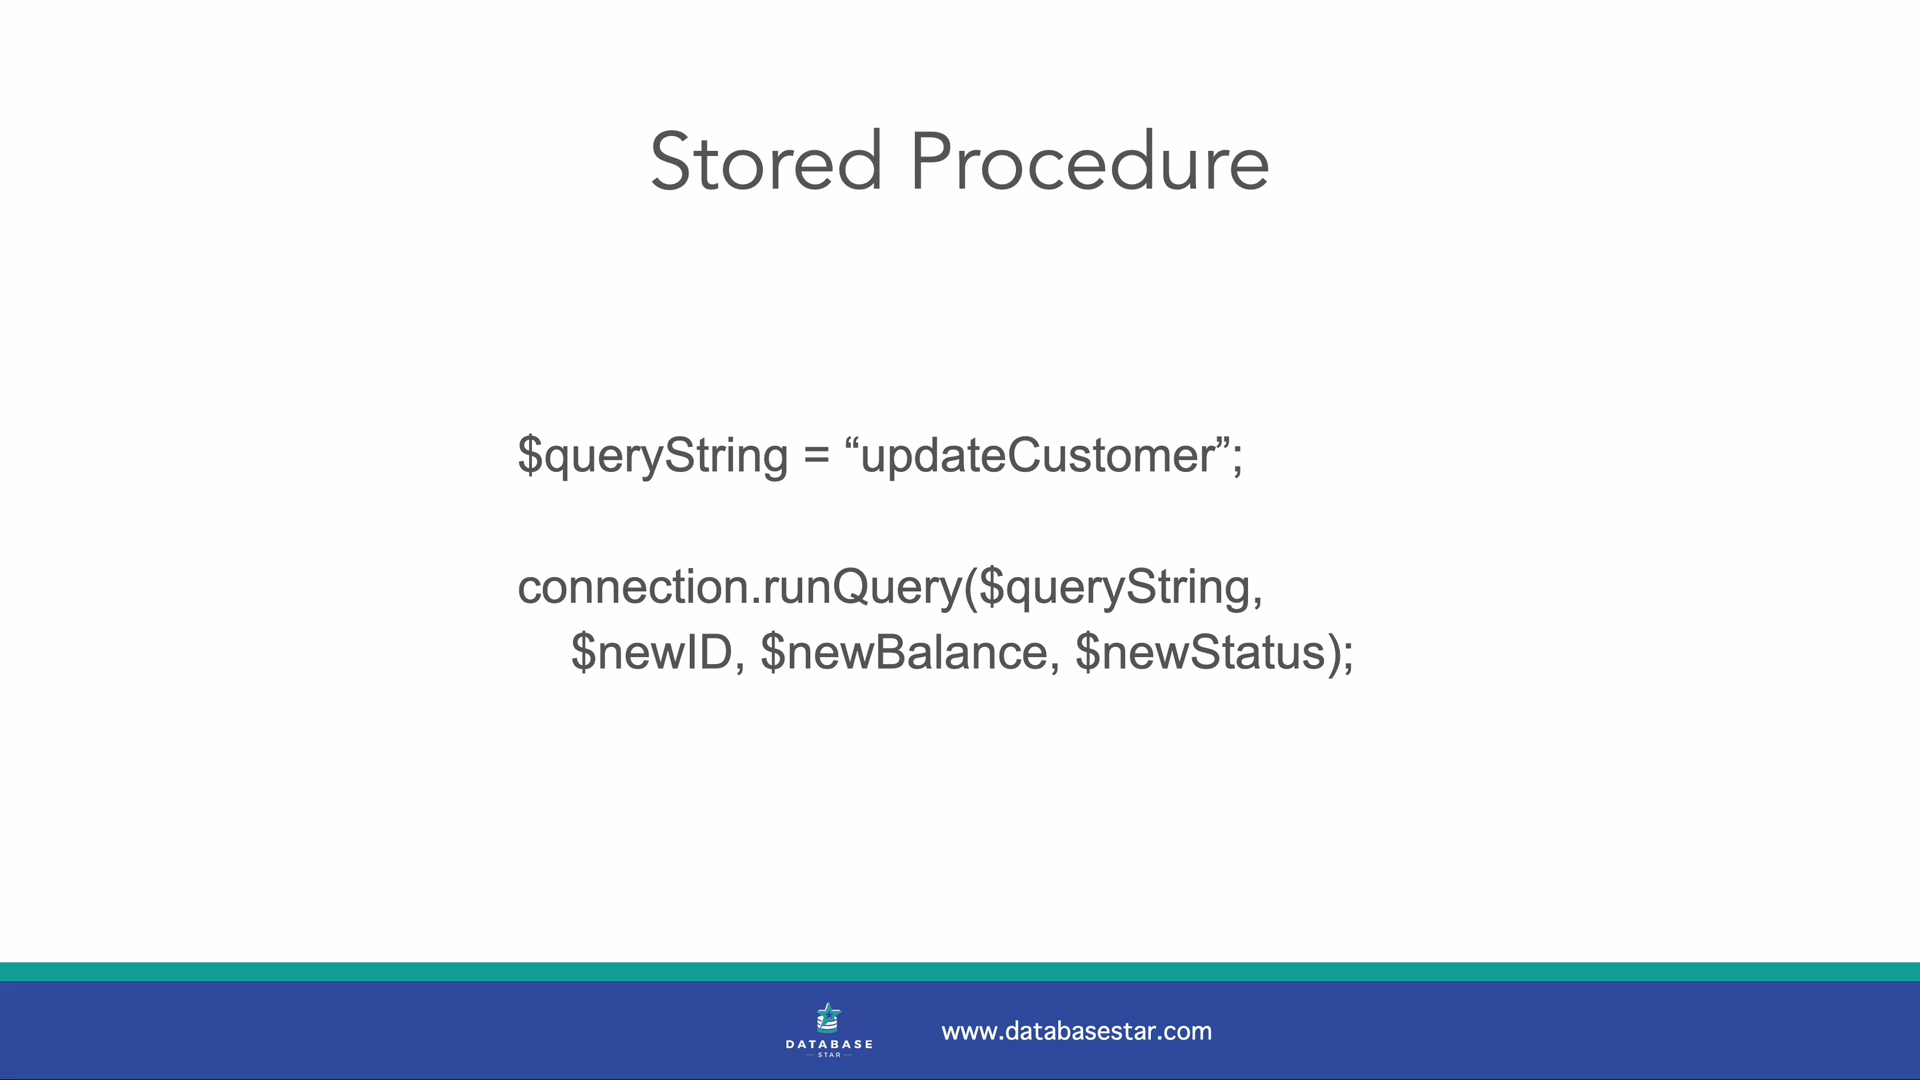 Stored Procedure
$queryString = “updateCustomer”;
connection.runQuery($queryString,
$newID, $newBalance, $newStatus);
DATABASE
STAR
www.databasestar.com